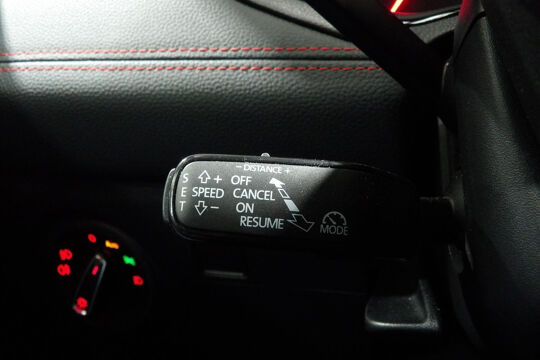 - DISTANCE +
S E T
+ OFF
SPEED CANCEL
- ON
RESUME
MODE